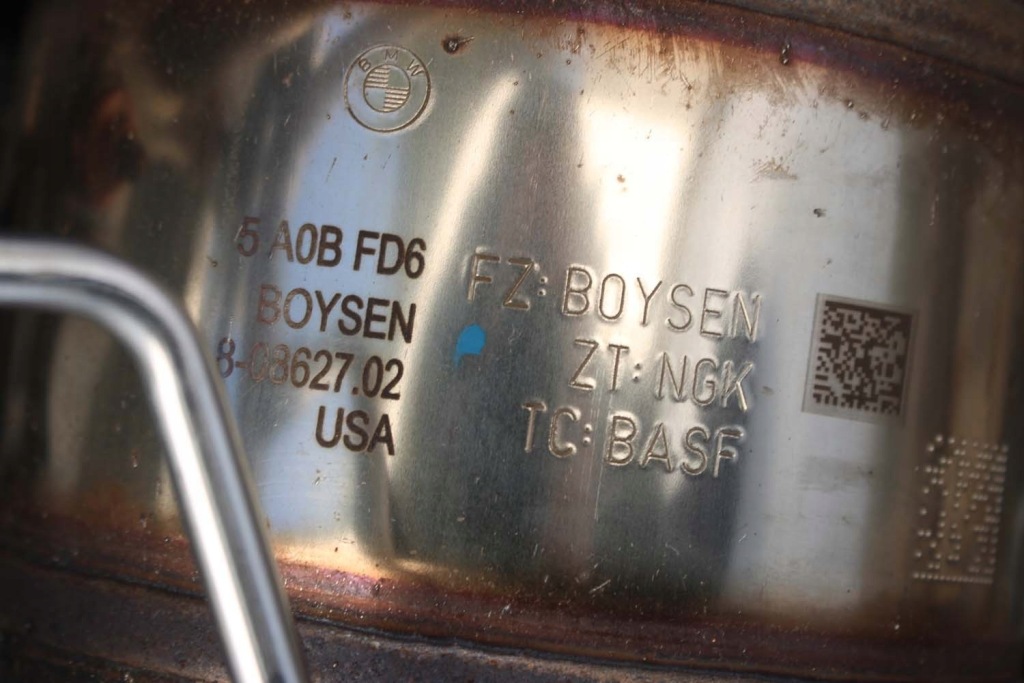 BMW
5 A0B FD6
BOYSEN
8-08627.02
USA
FZ: BOYSEN
ZT: NGK
TC: BASF